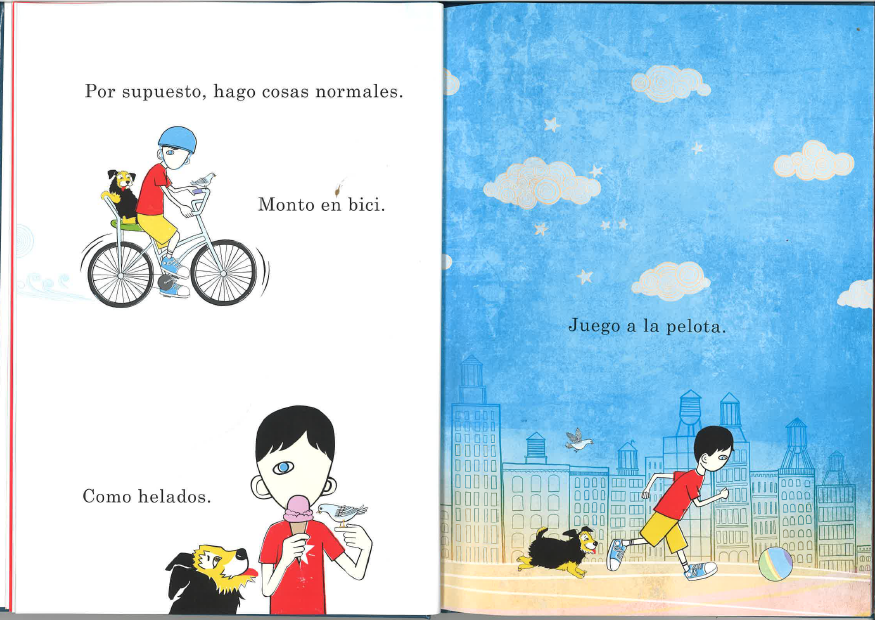 Por supuesto, hago cosas normales.
Monto en bici.
Como helados.
Juego a la pelota.